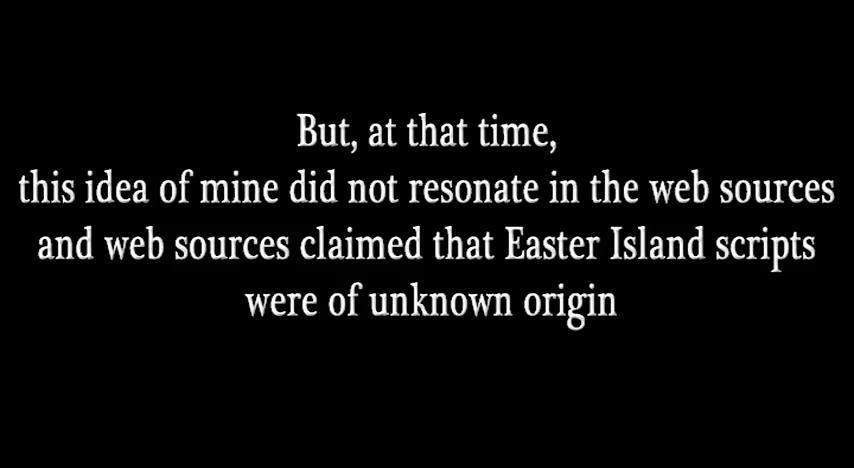 But, at that time,
this idea of mine did not resonate in the web sources
and web sources claimed that Easter Island scripts
were of unknown origin